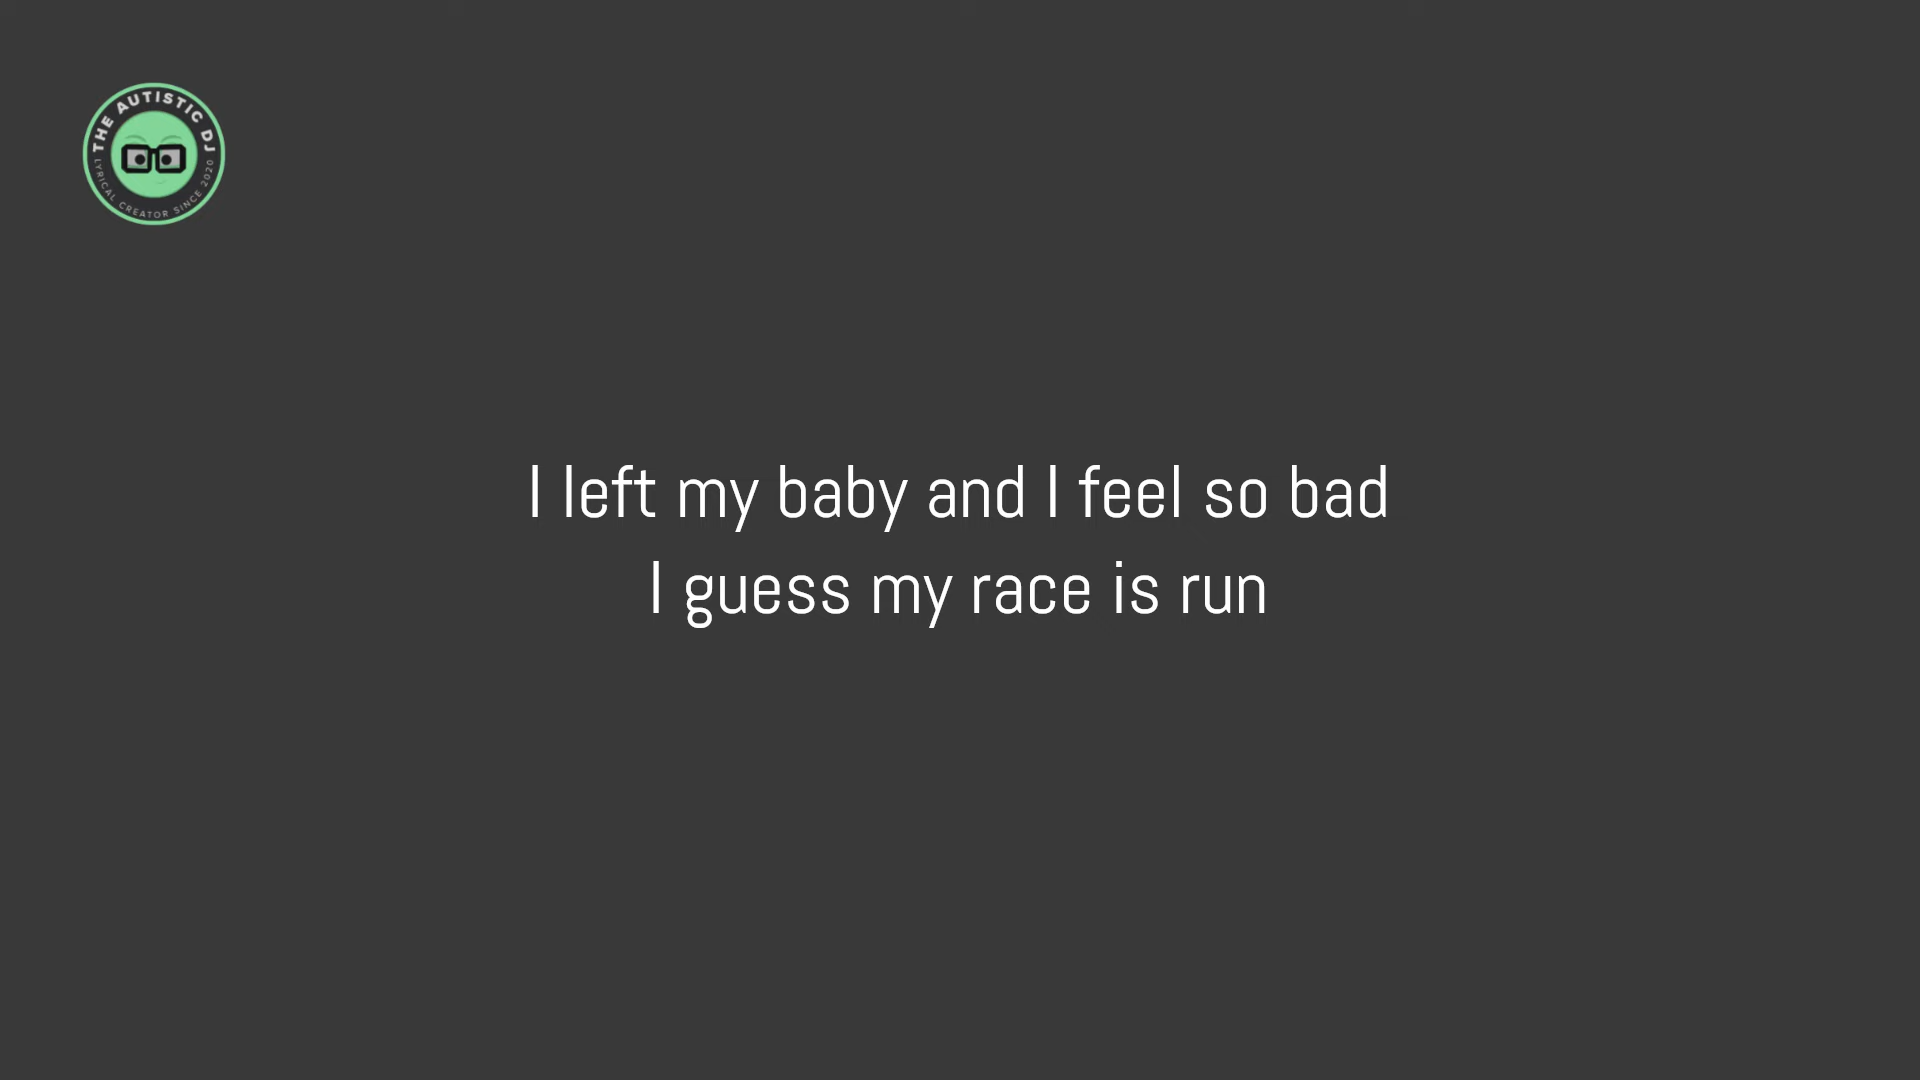 THE AUTISTIC DJ
LYRICAL CREATOR SINCE 2020
I left my baby and I feel so bad
I guess my race is run